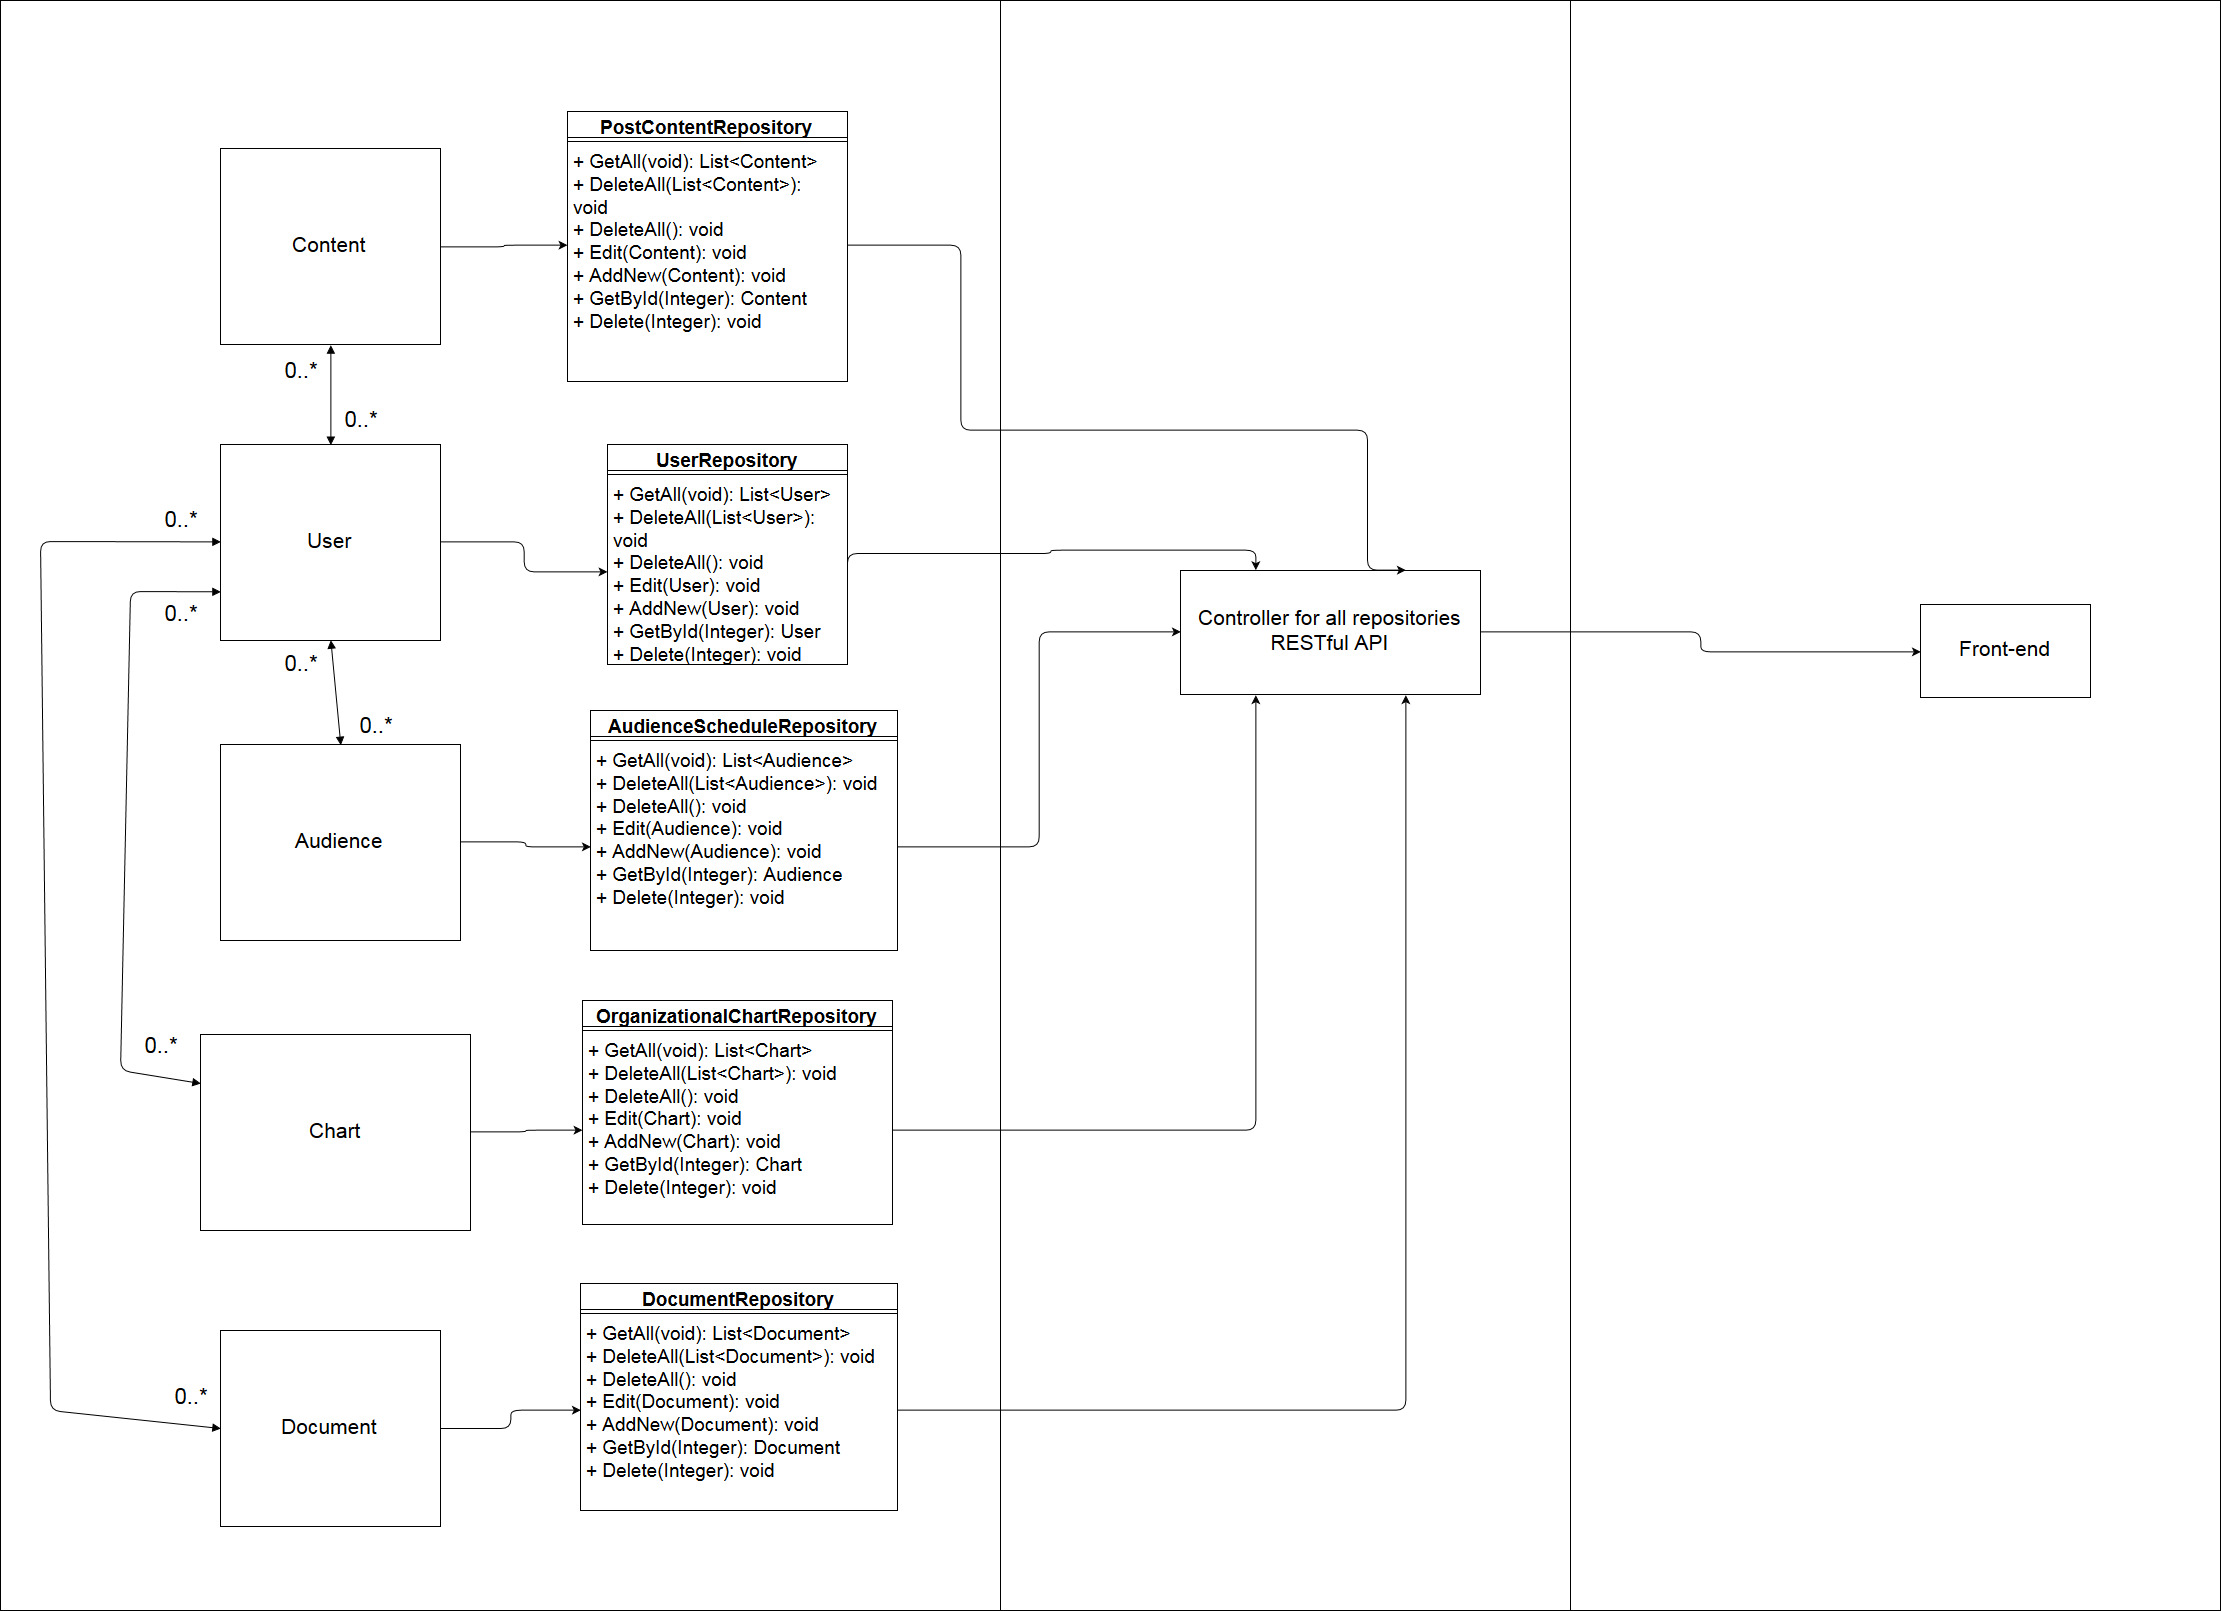 PostContentRepository
+ GetAll(void): List<Content>
+ DeleteAll(List<Content>):
void
+ DeleteAll(): void
+ Edit(Content): void
+ AddNew(Content): void
+ GetById(Integer): Content
+ Delete(Integer): void
Content
0..*
0..*
UserRepository
+ GetAll(void): List<User>
+ DeleteAll(List<User>):
void
+ DeleteAll(): void
+ Edit(User): void
+ AddNew(User): void
+ GetById(Integer): User
+ Delete(Integer): void
0..*
User
0..*
0..*
0..*
Controller for all repositories
RESTful API
Front-end
AudienceScheduleRepository
+ GetAll(void): List<Audience>
+ DeleteAll(List<Audience>): void
+ DeleteAll(): void
+ Edit(Audience): void
+ AddNew(Audience): void
+ GetById(Integer): Audience
+ Delete(Integer): void
Audience
OrganizationalChartRepository
+ GetAll(void): List<Chart>
+ DeleteAll(List<Chart>): void
+ DeleteAll(): void
+ Edit(Chart): void
+ AddNew(Chart): void
+ GetById(Integer): Chart
+ Delete(Integer): void
0..*
Chart
DocumentRepository
+ GetAll(void): List<Document>
+ DeleteAll(List<Document>): void
+ DeleteAll(): void
+ Edit(Document): void
+ AddNew(Document): void
+ GetById(Integer): Document
+ Delete(Integer): void
0..*
Document